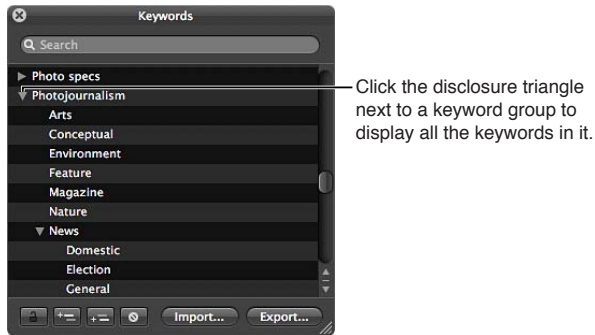 Keywords
Search
Photo specs
Photojournalism
Arts
Conceptual
Environment
Feature
Magazine
Nature
News
Domestic
Election
General
Import...
Export...
Click the disclosure triangle
next to a keyword group to
display all the keywords in it.